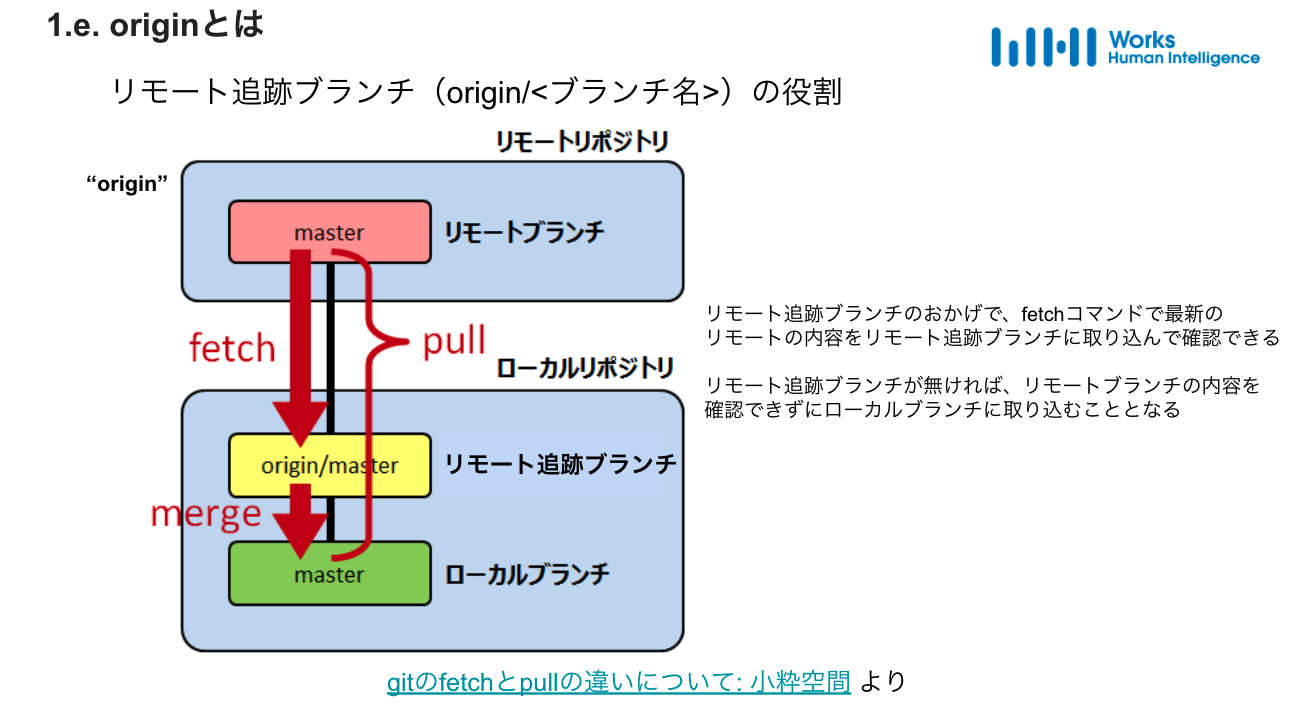 1.e. originとは
Works
Human Intelligence
リモート追跡ブランチ（origin/<ブランチ名>）の役割
リモートリポジトリ
“origin”
master
リモートブランチ
fetch
pull
リモート追跡ブランチのおかげで、fetchコマンドで最新の
リモートの内容をリモート追跡ブランチに取り込んで確認できる
ローカルリポジトリ
リモート追跡ブランチが無ければ、リモートブランチの内容を
確認できずにローカルブランチに取り込むこととなる
origin/master
リモート追跡ブランチ
merge
master
ローカルブランチ
gitのfetchとpullの違いについて: 小粋空間 より